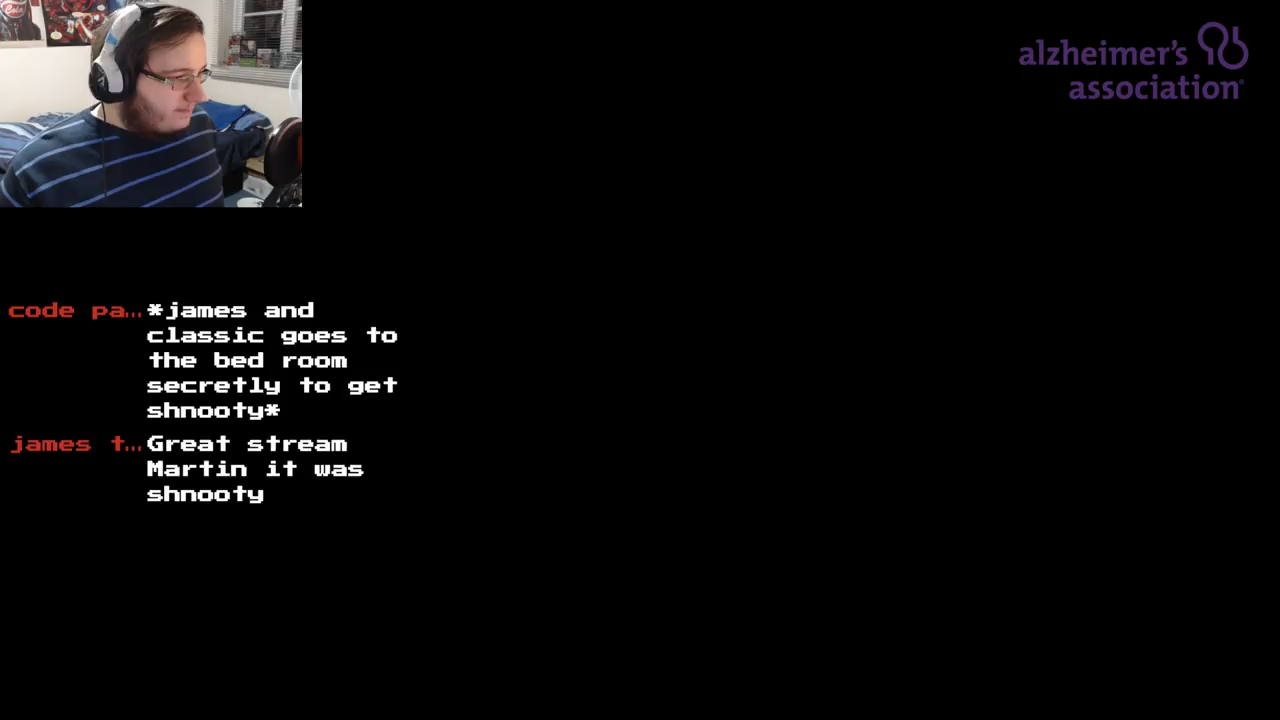 alzheimer's
association
code pa... *james and
classic goes to
the bed room
secretly to get
shnooty*
james t... Great stream
Martin it was
shnooty